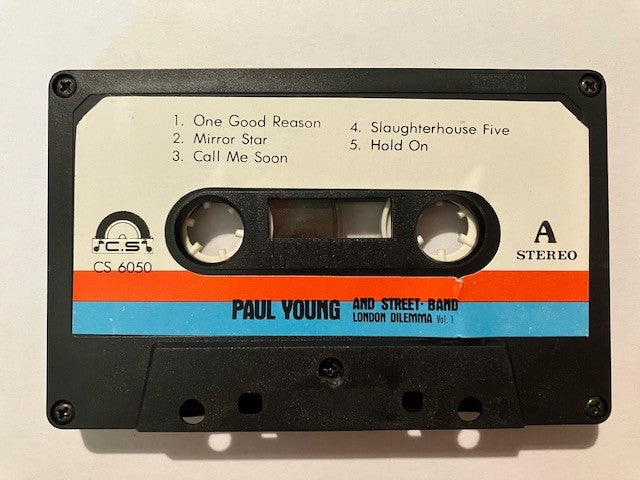 1. One Good Reason
2. Mirror Star
3. Call Me Soon
4. Slaughterhouse Five
5. Hold On
C.S
CS 6050
A
STEREO
PAUL YOUNG AND STREET-BAND
LONDON DILEMMA Vol. 1